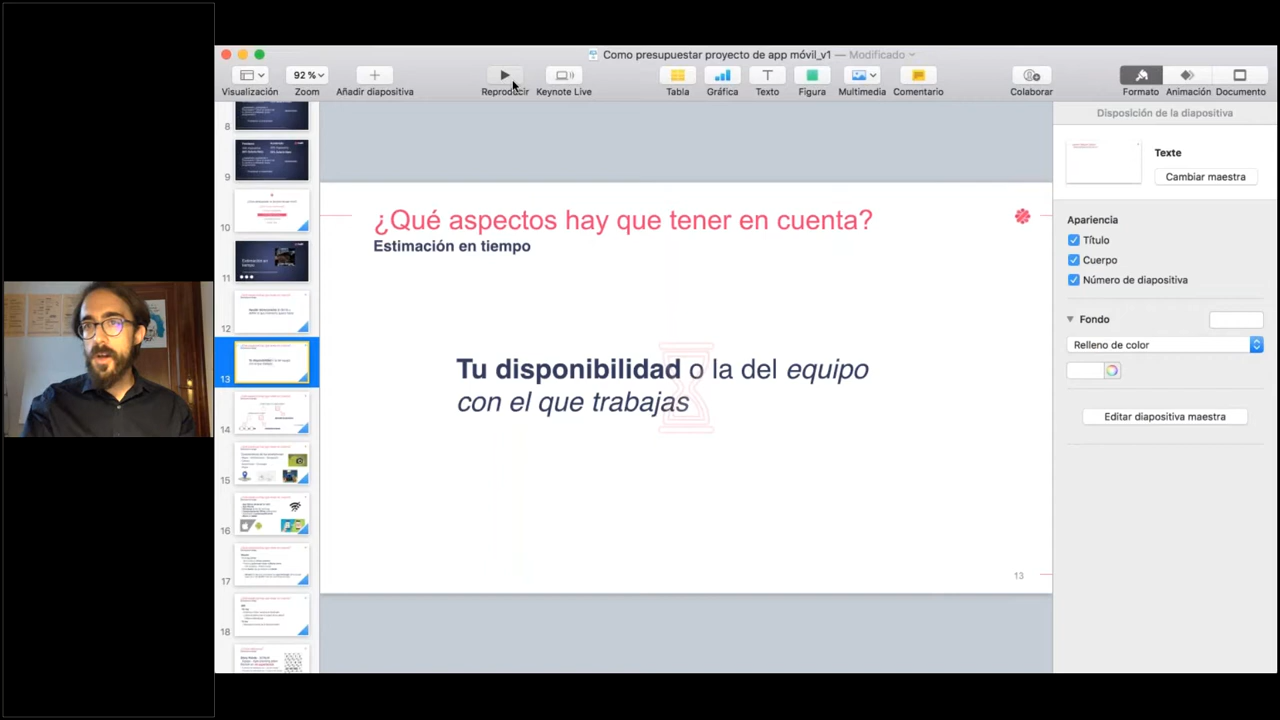 Como presupuestar proyecto de app móvil_v1 — Modificado
Visualización
92 %
Zoom
Añadir diapositiva
Reproducir
Keynote Live
Tabla
Gráfica
Texto
Figura
Multimedia
Comentario
Colaborar
Formato
Animación
Documento
8
9
10
11
Estimación en tiempo
12
13
14
15
16
17
18
¿Qué aspectos hay que tener en cuenta?
Estimación en tiempo
Tu disponibilidad o la del equipo
con el que trabajas
13
Disposición de la diapositiva
Texte
Cambiar maestra
Apariencia
Título
Cuerpo
Número de diapositiva
Fondo
Relleno de color
Editar diapositiva maestra